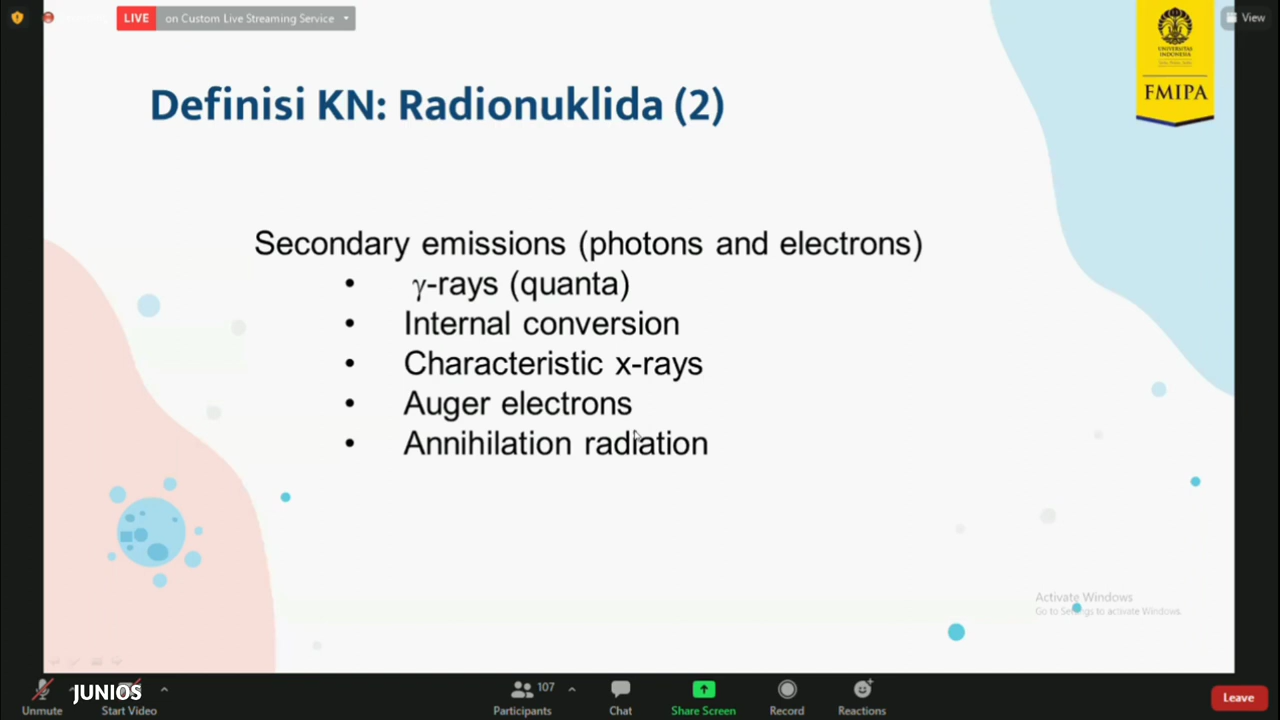 LIVE on Custom Live Streaming Service
View
UNIVERSITAS
INDONESIA
FMIPA
Definisi KN: Radionuklida (2)
Secondary emissions (photons and electrons)
• γ-rays (quanta)
• Internal conversion
• Characteristic x-rays
• Auger electrons
• Annihilation radiation
Activate Windows
Go to Settings to activate Windows.
JUNIOS
Unmute
Start Video
107
Participants
Chat
Share Screen
Record
Reactions
Leave